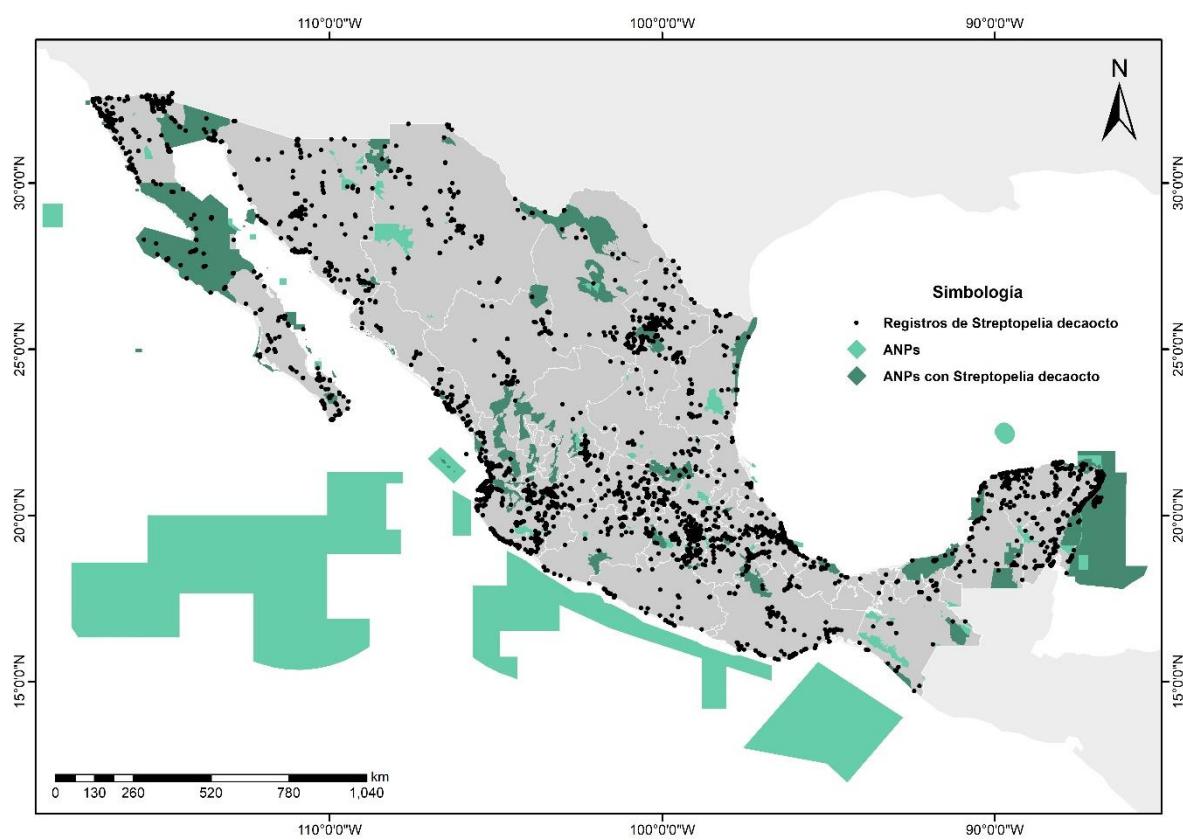 110°0'0"W 100°0'0"W 90°0'0"W
N
30°0'0"N 30°0'0"N
Simbología
Registros de Streptopelia decaocto
ANPs
ANPs con Streptopelia decaocto
25°0'0"N 25°0'0"N
20°0'0"N 20°0'0"N
15°0'0"N 15°0'0"N
km
0 130 260 520 780 1,040
110°0'0"W 100°0'0"W 90°0'0"W